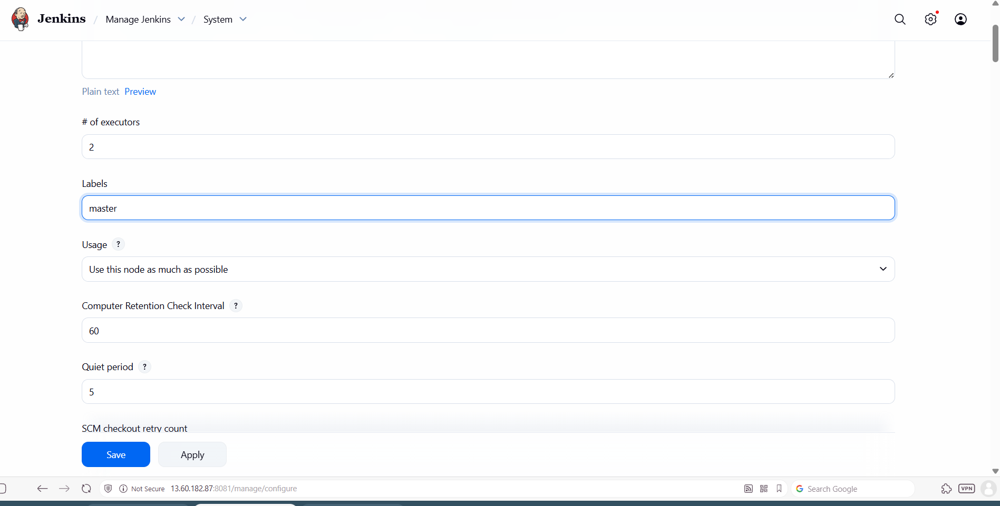 Jenkins / Manage Jenkins / System
Plain text Preview
# of executors
2
Labels
master
Usage ?
Use this node as much as possible
Computer Retention Check Interval ?
60
Quiet period ?
5
SCM checkout retry count
Save Apply
Not Secure 13.60.182.87:8081/manage/configure Search Google VPN